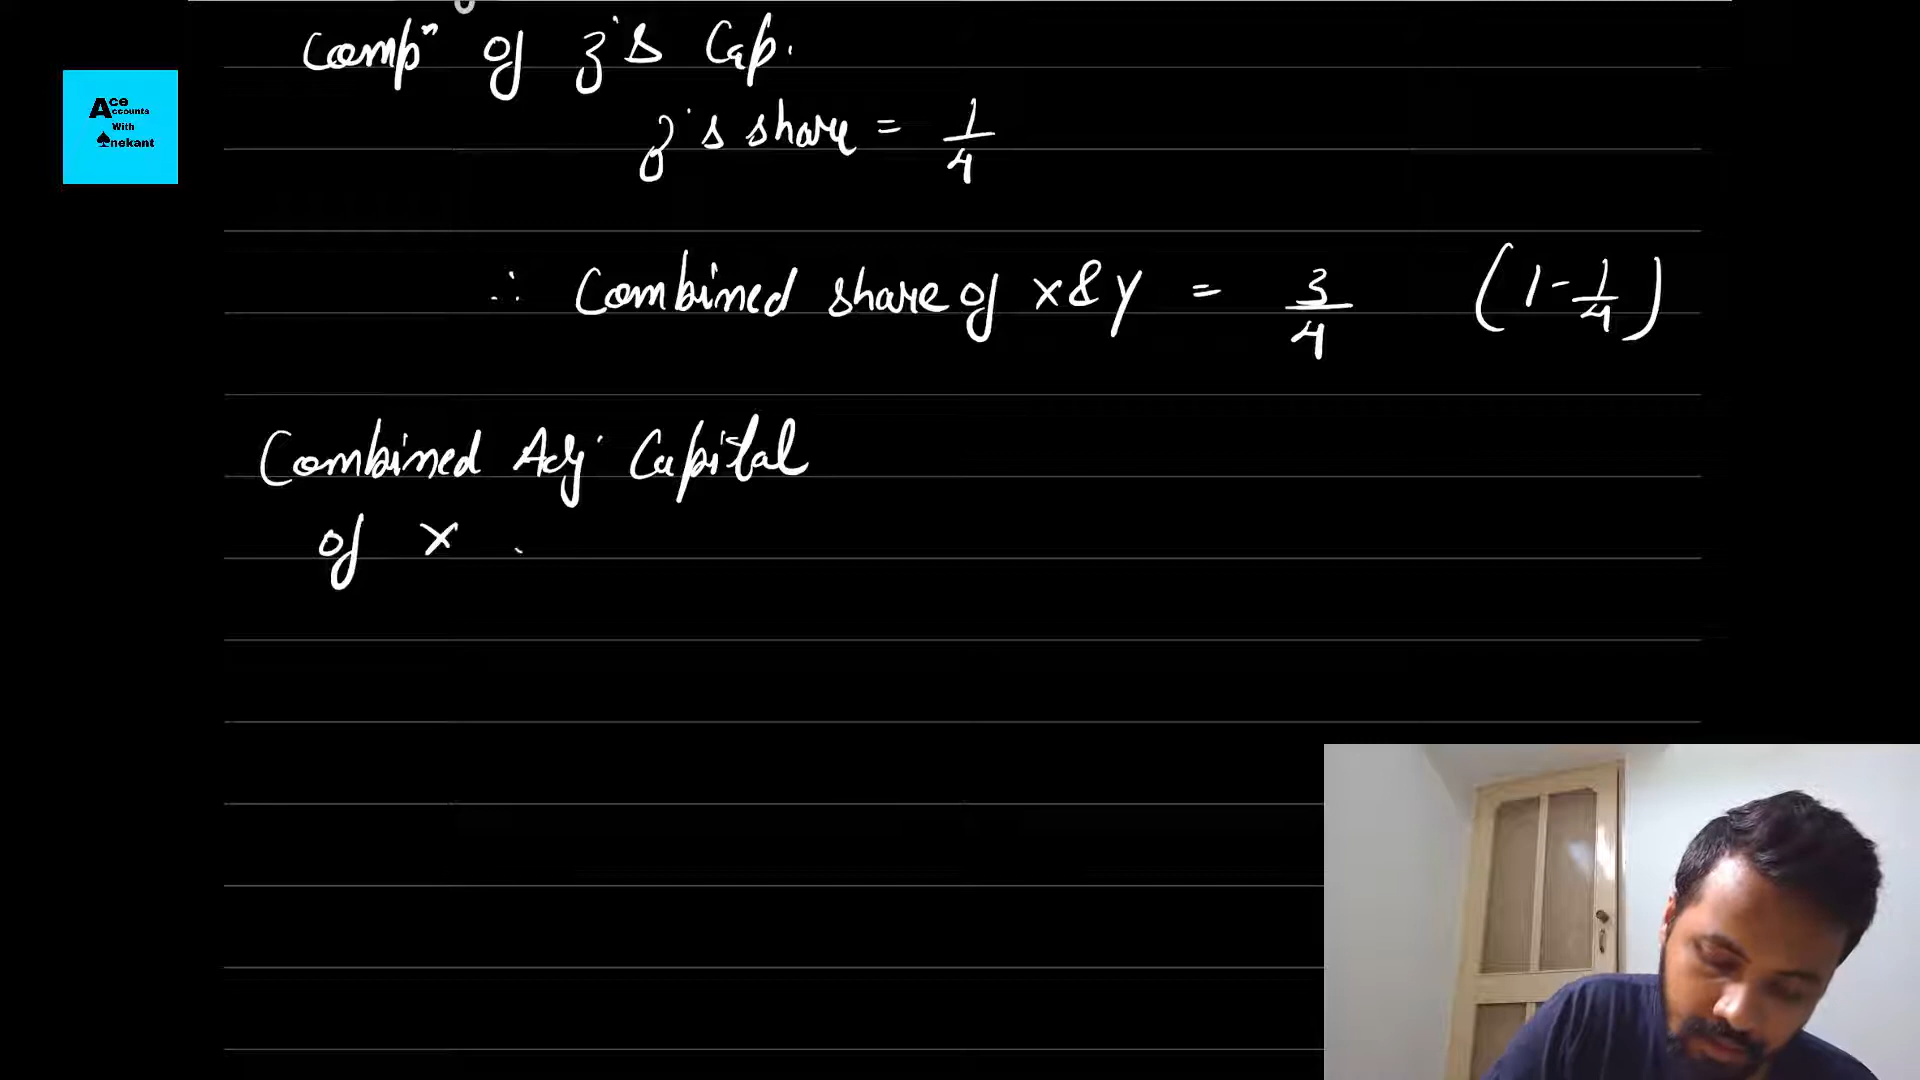 Compⁿ of z's Cap.
z's share = 1/4
∴ Combined share of x & y = 3/4 (1 - 1/4)
Combined Adj Capital
of x
Ace
Accounts
With
Anekant